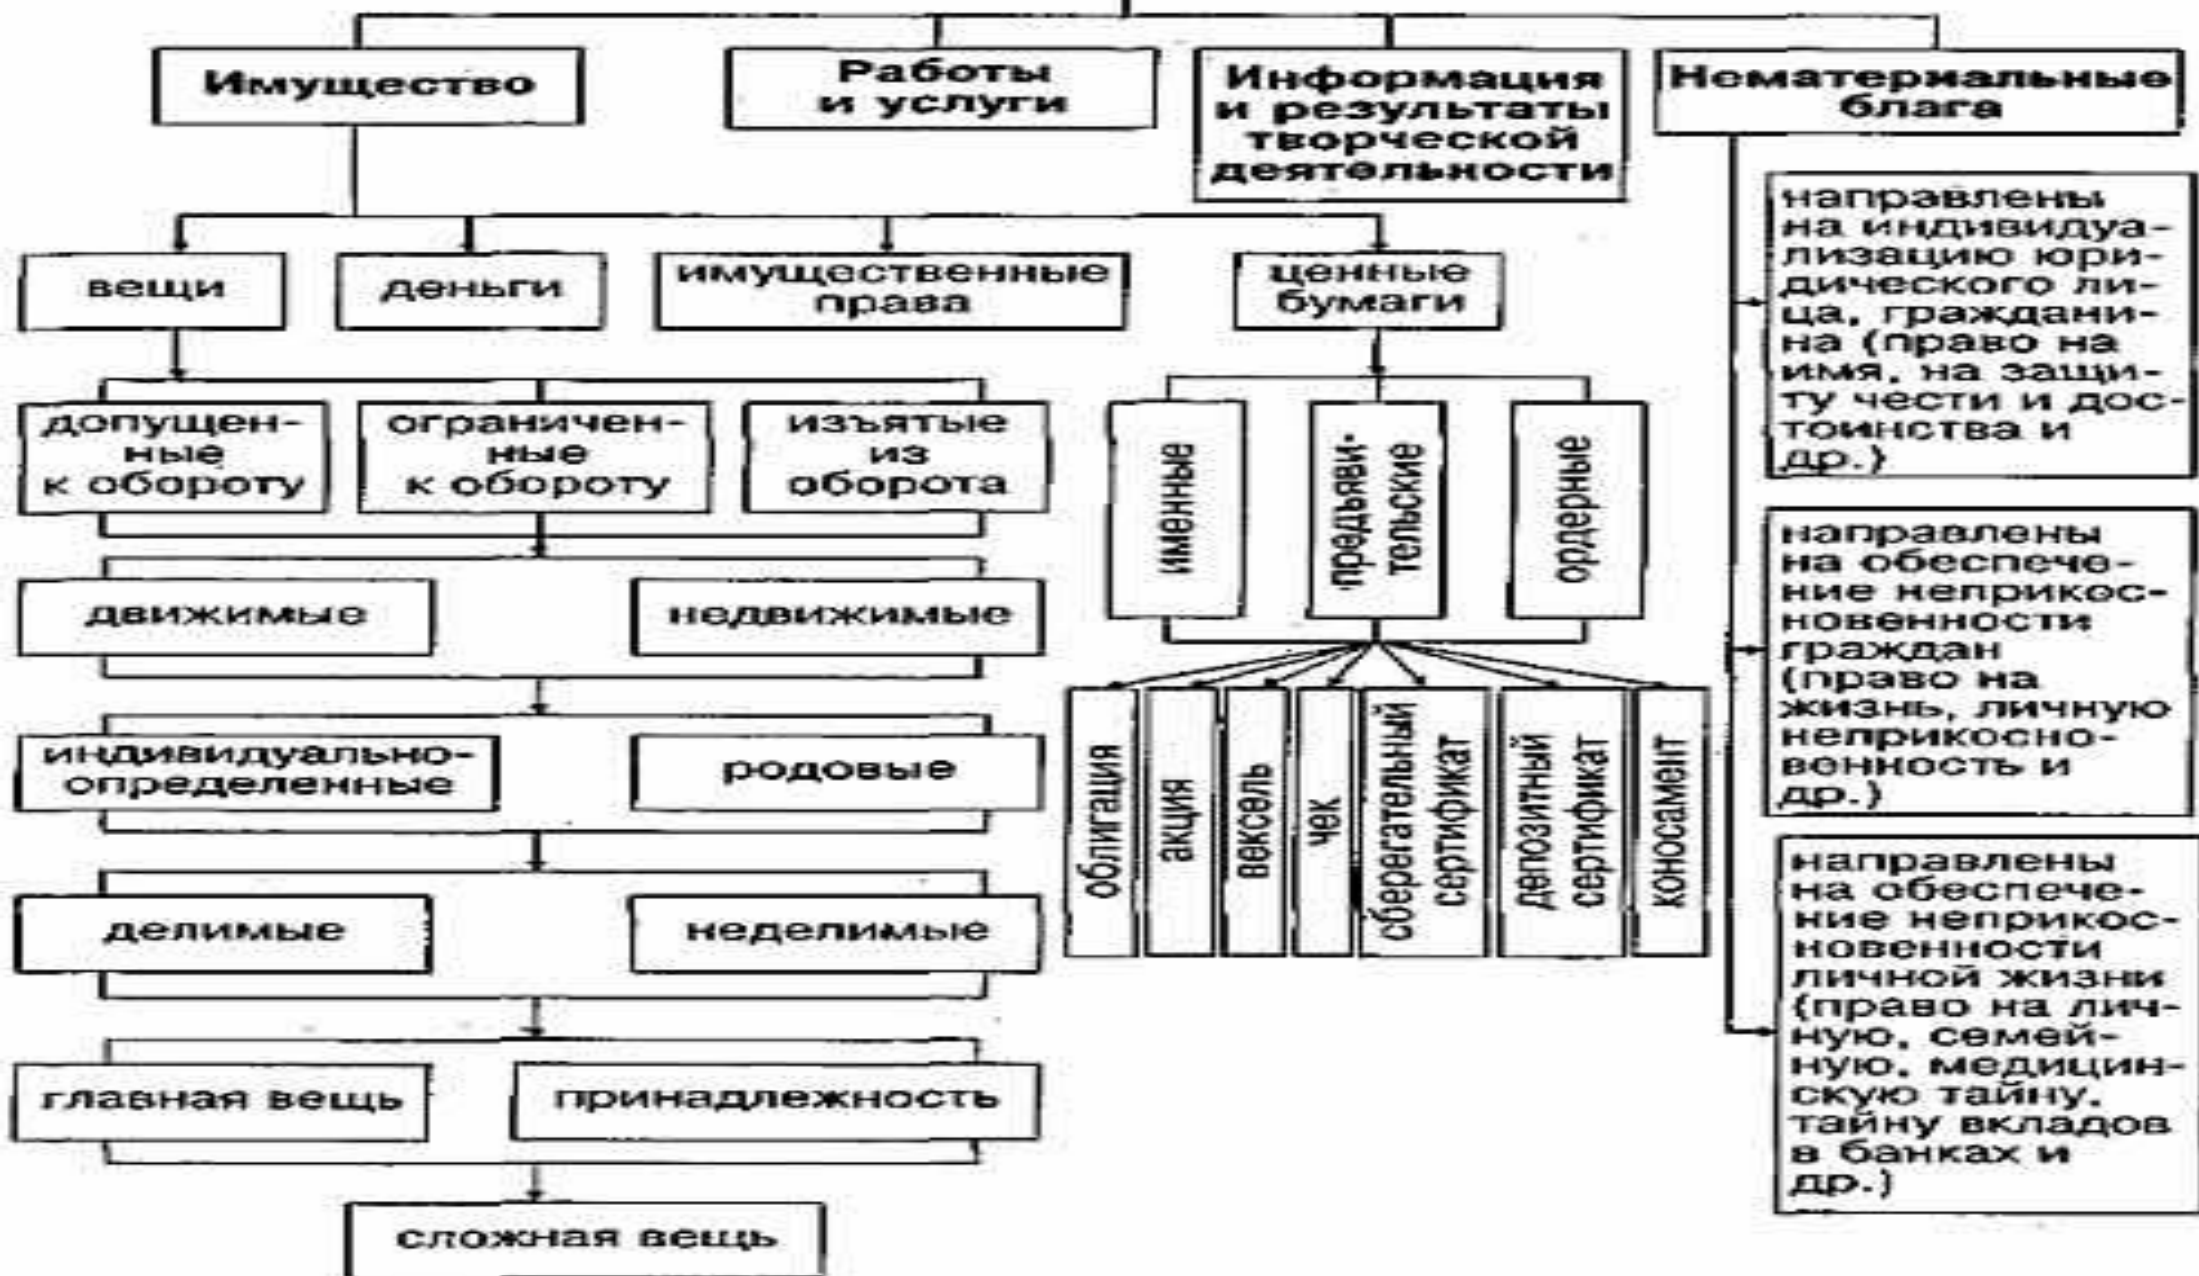 Имущество
Работы
и услуги
Информация
и результаты
творческой
деятельности
Нематериальные
блага
вещи
деньги
имущественные
права
ценные
бумаги
допущен-
ные
к обороту
ограничен-
ные
к обороту
изъятые
из
оборота
движимые
недвижимые
индивидуально-
определенные
родовые
делимые
неделимые
главная вещь
принадлежность
сложная вещь
именные
предъяви-
тельские
ордерные
облигация
акция
вексель
чек
сберегательный
сертификат
депозитный
сертификат
коносамент
направлены
на индивидуа-
лизацию юри-
дического ли-
ца, граждани-
на (право на
имя, на защи-
ту чести и дос-
тоинства и
др.)
направлены
на обеспече-
ние неприкос-
новенности
граждан
(право на
жизнь, личную
неприкосно-
венность и
др.)
направлены
на обеспече-
ние неприкос-
новенности
личной жизни
(право на лич-
ную, семей-
ную, медицин-
скую тайну,
тайну вкладов
в банках и
др.)